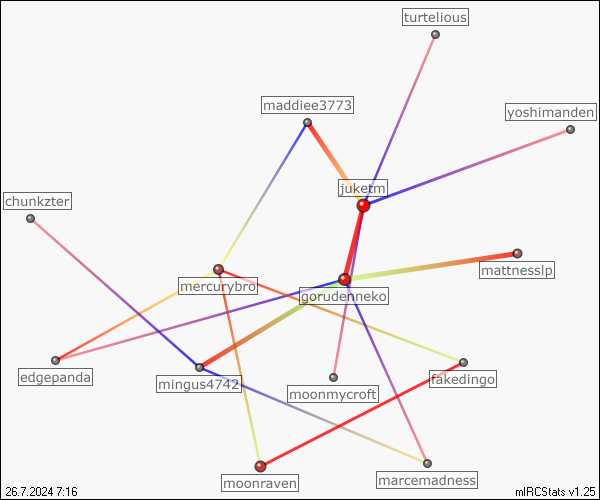 turtelious
maddiee3773
yoshimanden
juketm
chunkzter
mattnesslp
mercurybro
gorudenneko
edgepanda
fakedingo
mingus4742
moonmycroft
moonraven
marcemadness
26.7.2024 7:16
mIRCStats v1.25